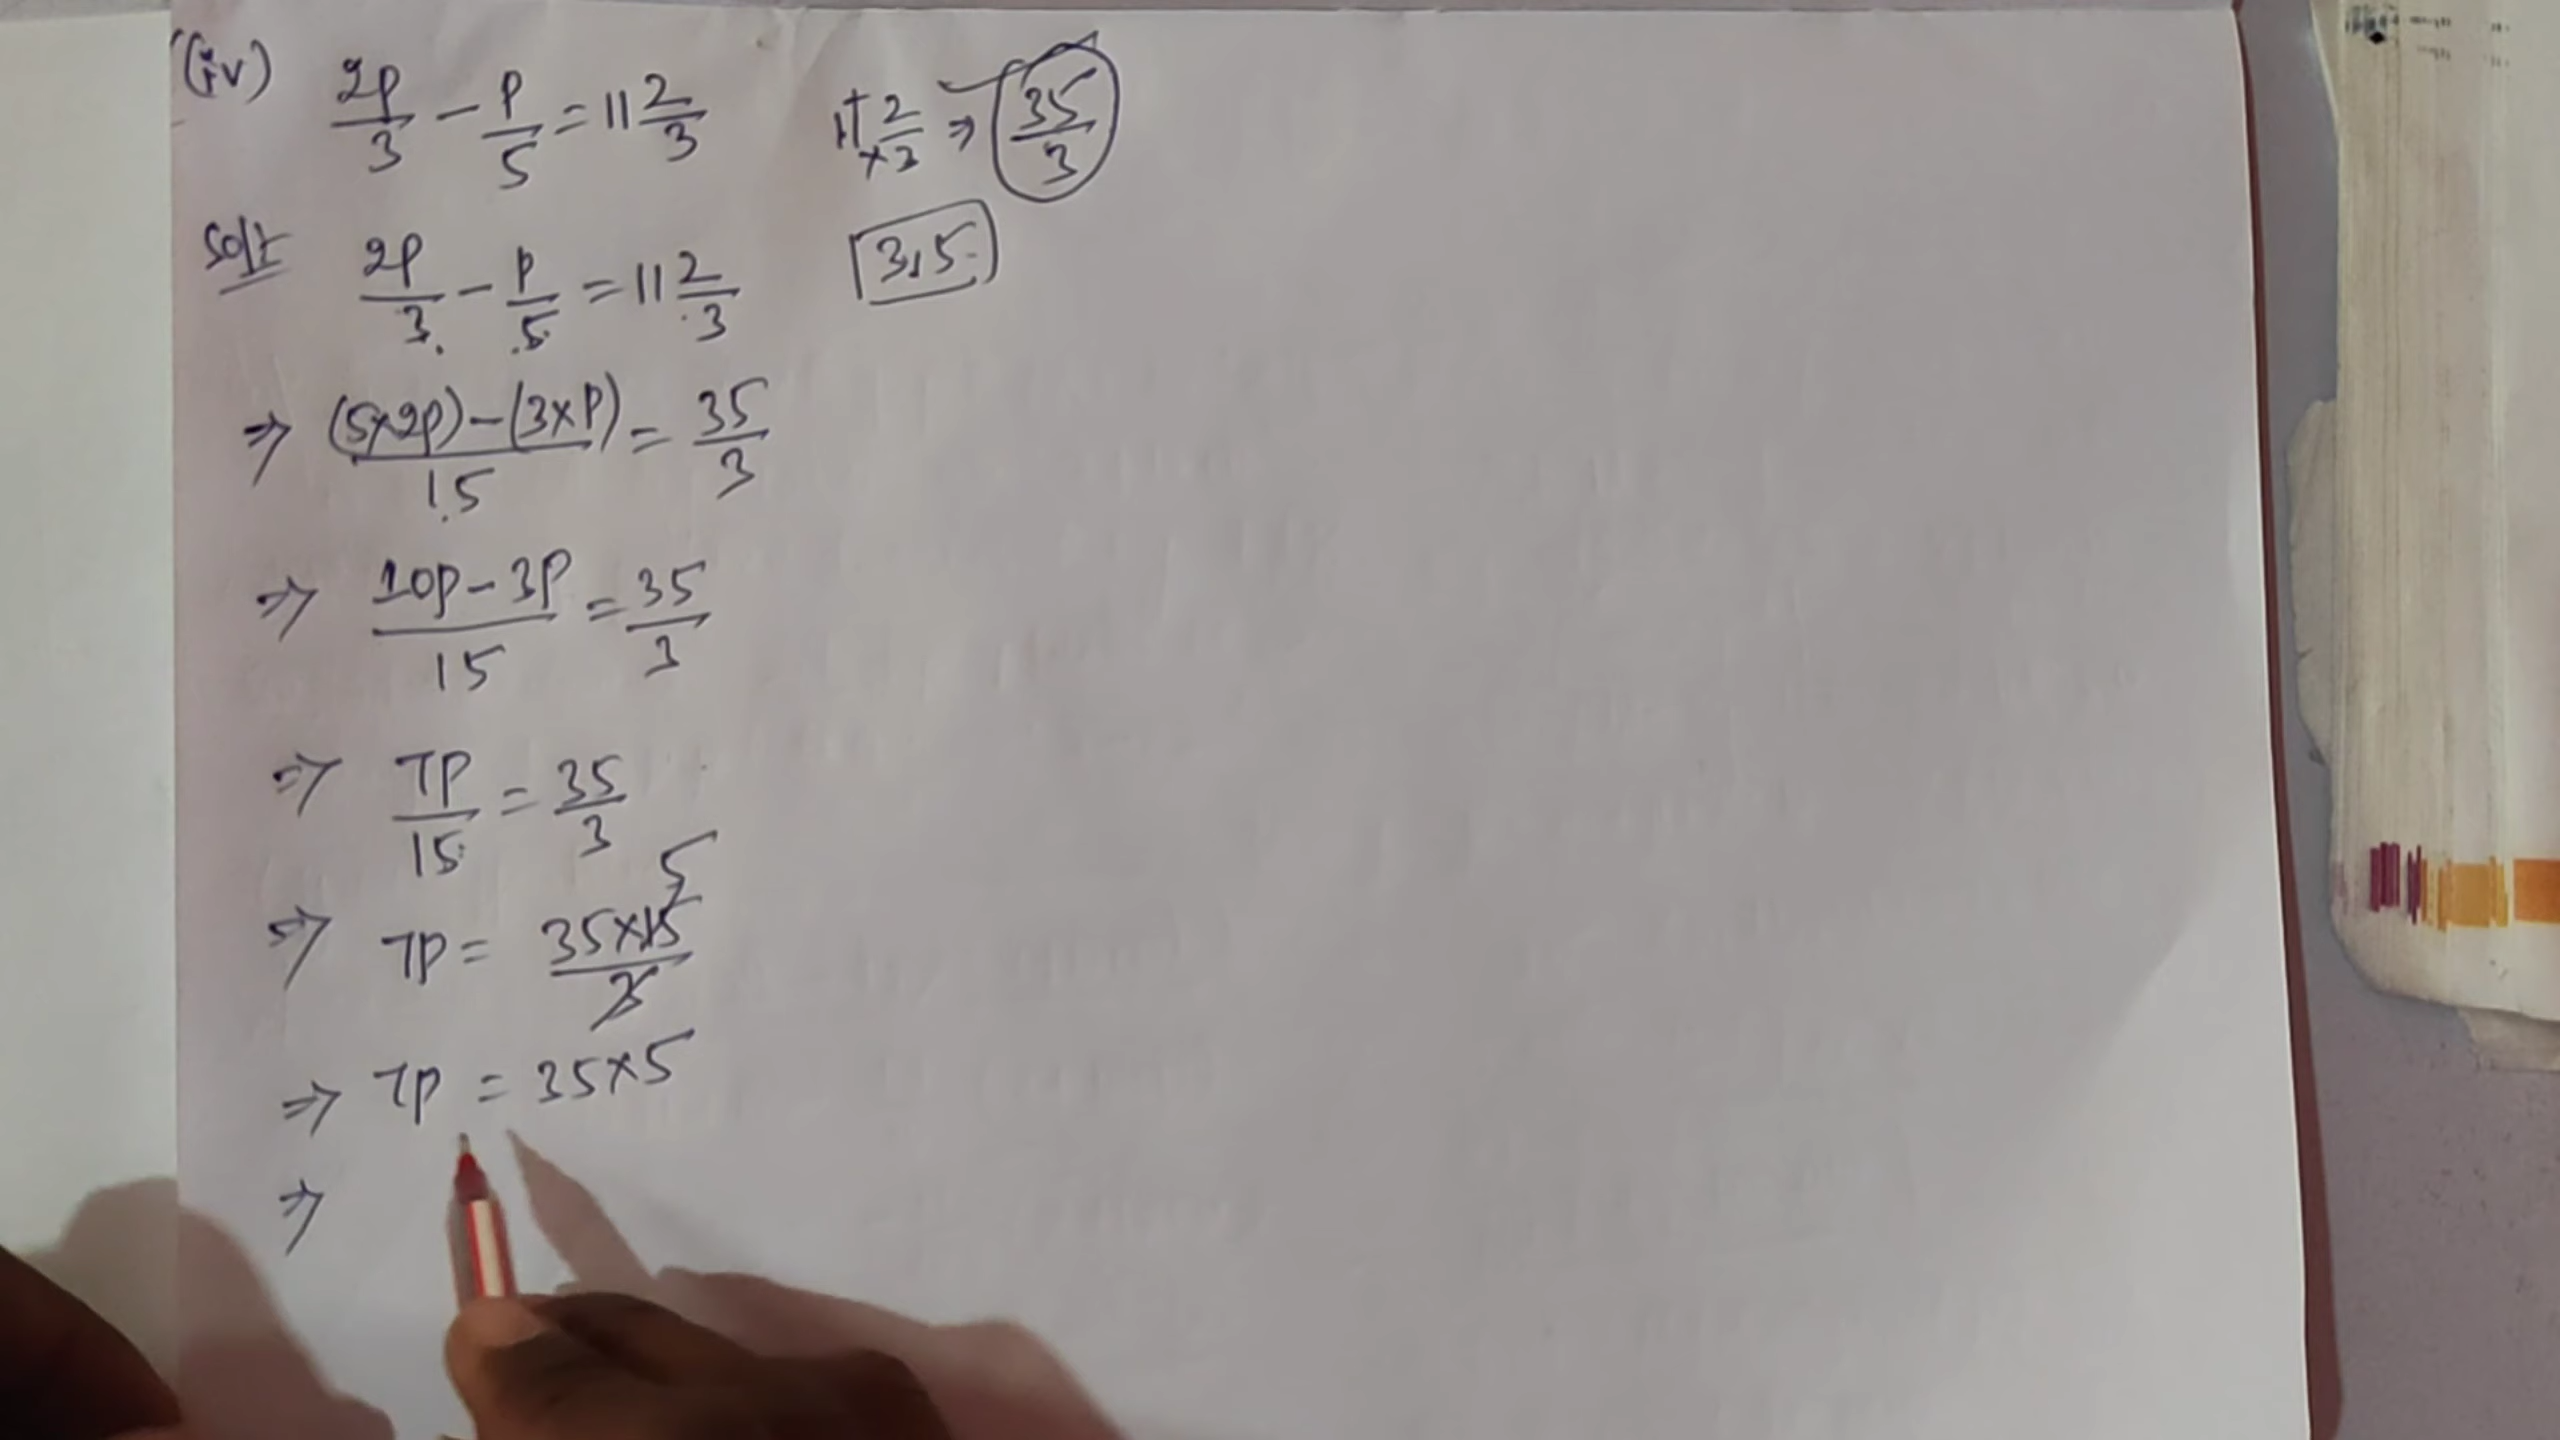 (iv) 2p/3 - p/5 = 11 2/3
11 + 2/×3 ⇒ 35/3
Sol: 2p/3 - p/5 = 11 2/3
3,5
⇒ (5×2p)-(3×p)/15 = 35/3
⇒ 10p-3p/15 = 35/3
⇒ 7p/15 = 35/3
5
⇒ 7p = 35×15/3
⇒ 7p = 35×5
⇒